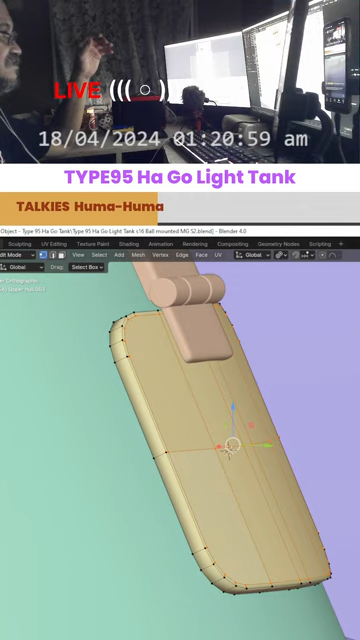 LIVE ((( ○ ))
18/04/2024 01:20:59 am
TYPE95 Ha Go Light Tank
TALKIES Huma-Huma
Object - Type 95 Ha Go Tank\Type 95 Ha Go Light Tank
Ball mounted MG S2.blend] - Blender 4.0
Sculpting UV Editing Texture Paint Shading Animation Rendering Compositing Geometry Nodes Scripting
dit Mode View Select Add Mesh Vertex Edge Face UV Global
Global Drag: Select Box